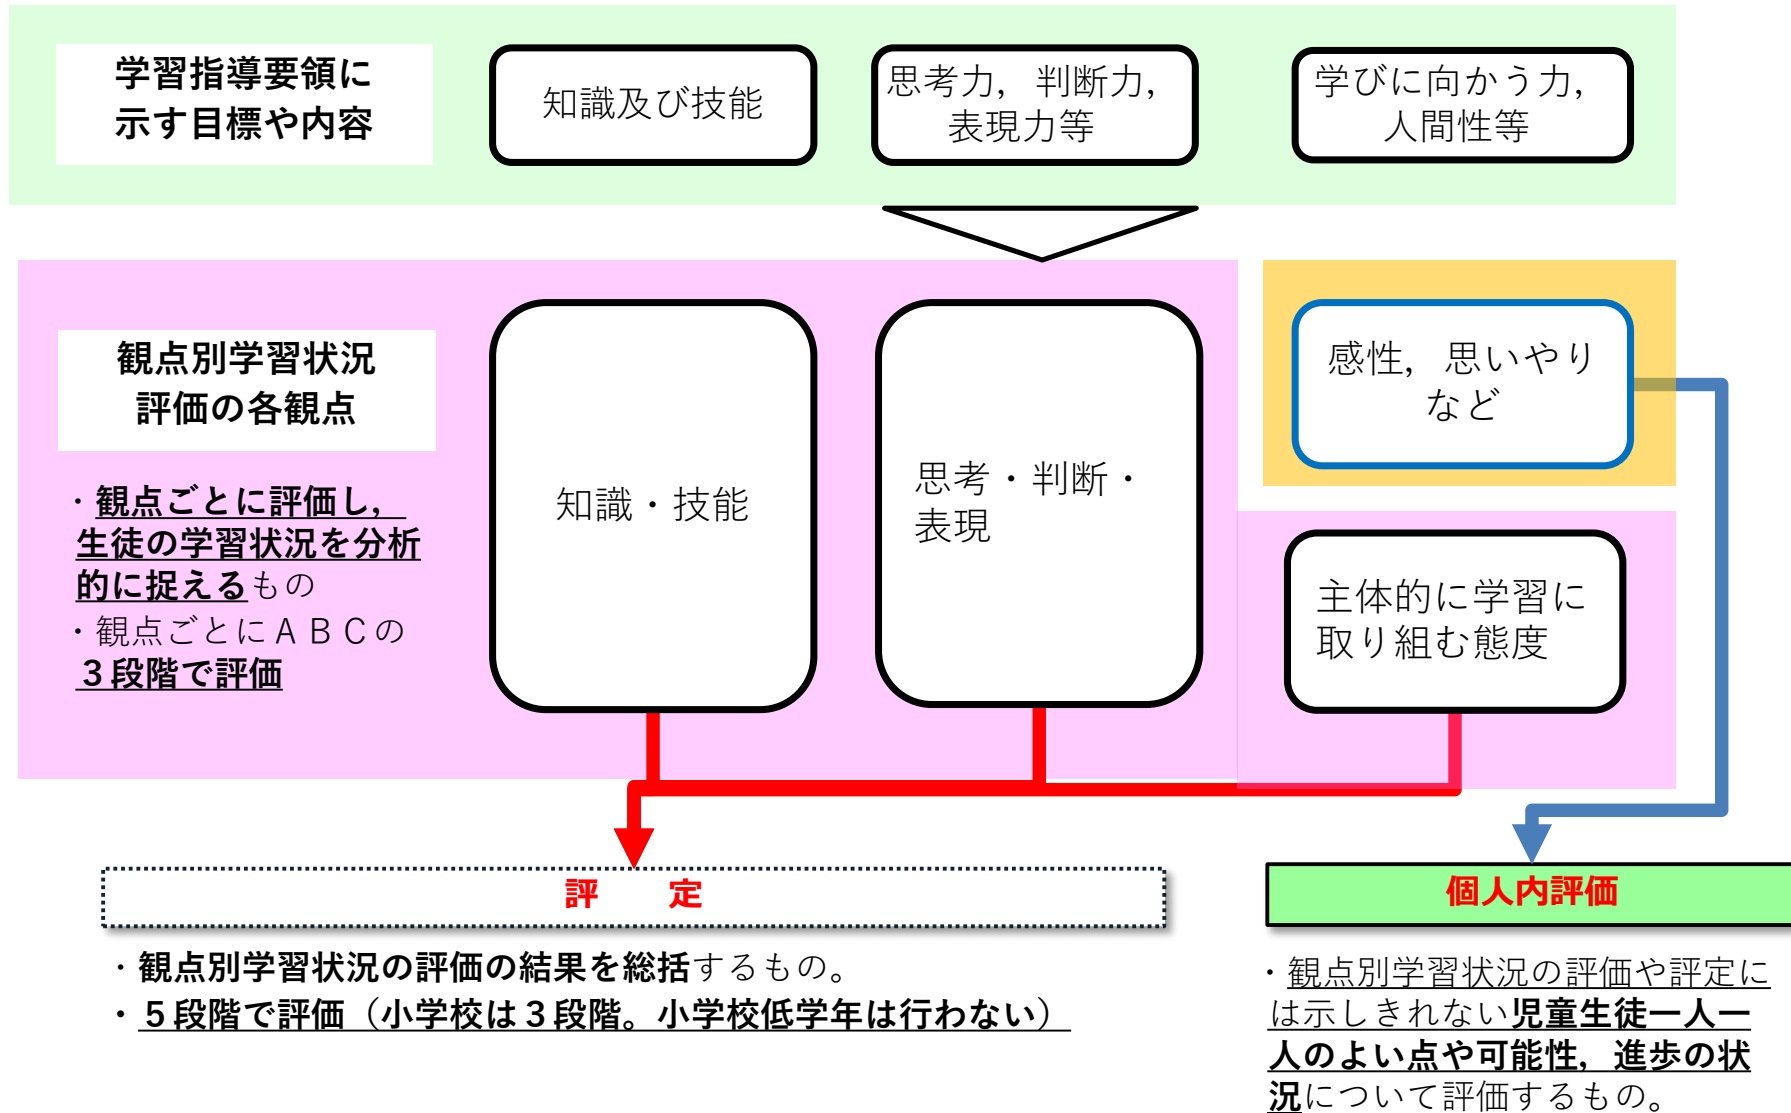 学習指導要領に
示す目標や内容
知識及び技能
思考力，判断力，
表現力等
学びに向かう力，
人間性等
観点別学習状況
評価の各観点
・観点ごとに評価し，
生徒の学習状況を分析
的に捉えるもの
・観点ごとにＡＢＣの
３段階で評価
知識・技能
思考・判断・
表現
感性，思いやり
など
主体的に学習に
取り組む態度
評　定
・観点別学習状況の評価の結果を総括するもの。
・５段階で評価（小学校は３段階。小学校低学年は行わない）
個人内評価
・観点別学習状況の評価や評定に
は示しきれない児童生徒一人一
人のよい点や可能性，進歩の状
況について評価するもの。